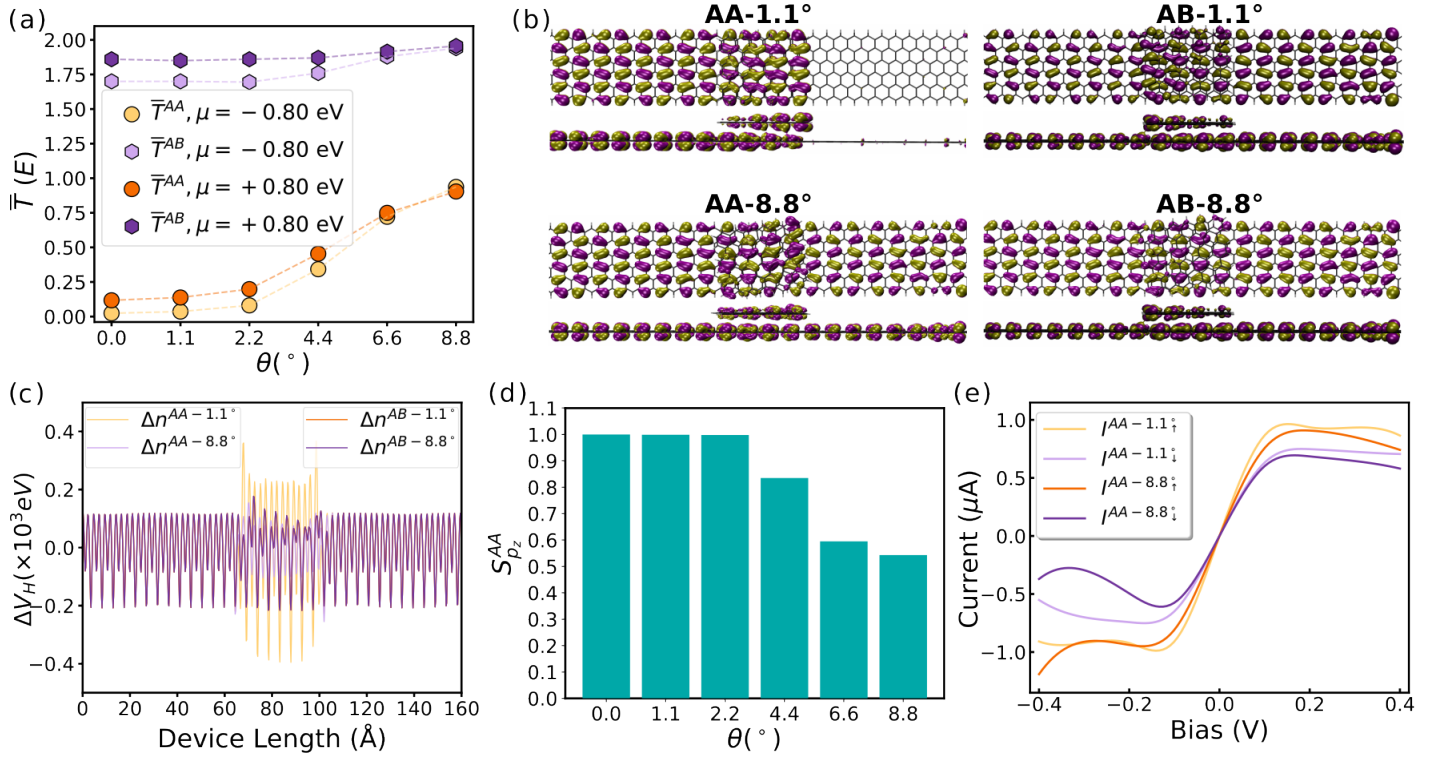 (a)
2.00
1.75
1.50
1.25
1.00
0.75
0.50
0.25
0.00
T̿ (E)
T̅^AA, μ = − 0.80 eV
T̅^AB, μ = − 0.80 eV
T̅^AA, μ = + 0.80 eV
T̅^AB, μ = + 0.80 eV
0.0 1.1 2.2 4.4 6.6 8.8
θ(°)
(b)
AA-1.1°
AB-1.1°
AA-8.8°
AB-8.8°
(c)
0.4
0.2
0.0
−0.2
−0.4
ΔV_H(×10³eV)
Δn^AA − 1.1°
Δn^AA − 8.8°
Δn^AB − 1.1°
Δn^AB − 8.8°
0 20 40 60 80 100 120 140 160
Device Length (Å)
(d)
1.1
1.0
0.9
0.8
0.7
0.6
0.5
0.4
0.3
0.2
0.1
0.0
S_{p_z}^AA
0.0 1.1 2.2 4.4 6.6 8.8
θ(°)
(e)
1.0
0.5
0.0
−0.5
−1.0
Current (μA)
I^AA − 1.1°_↑
I^AA − 1.1°_↓
I^AA − 8.8°_↑
I^AA − 8.8°_↓
−0.4 −0.2 0.0 0.2 0.4
Bias (V)